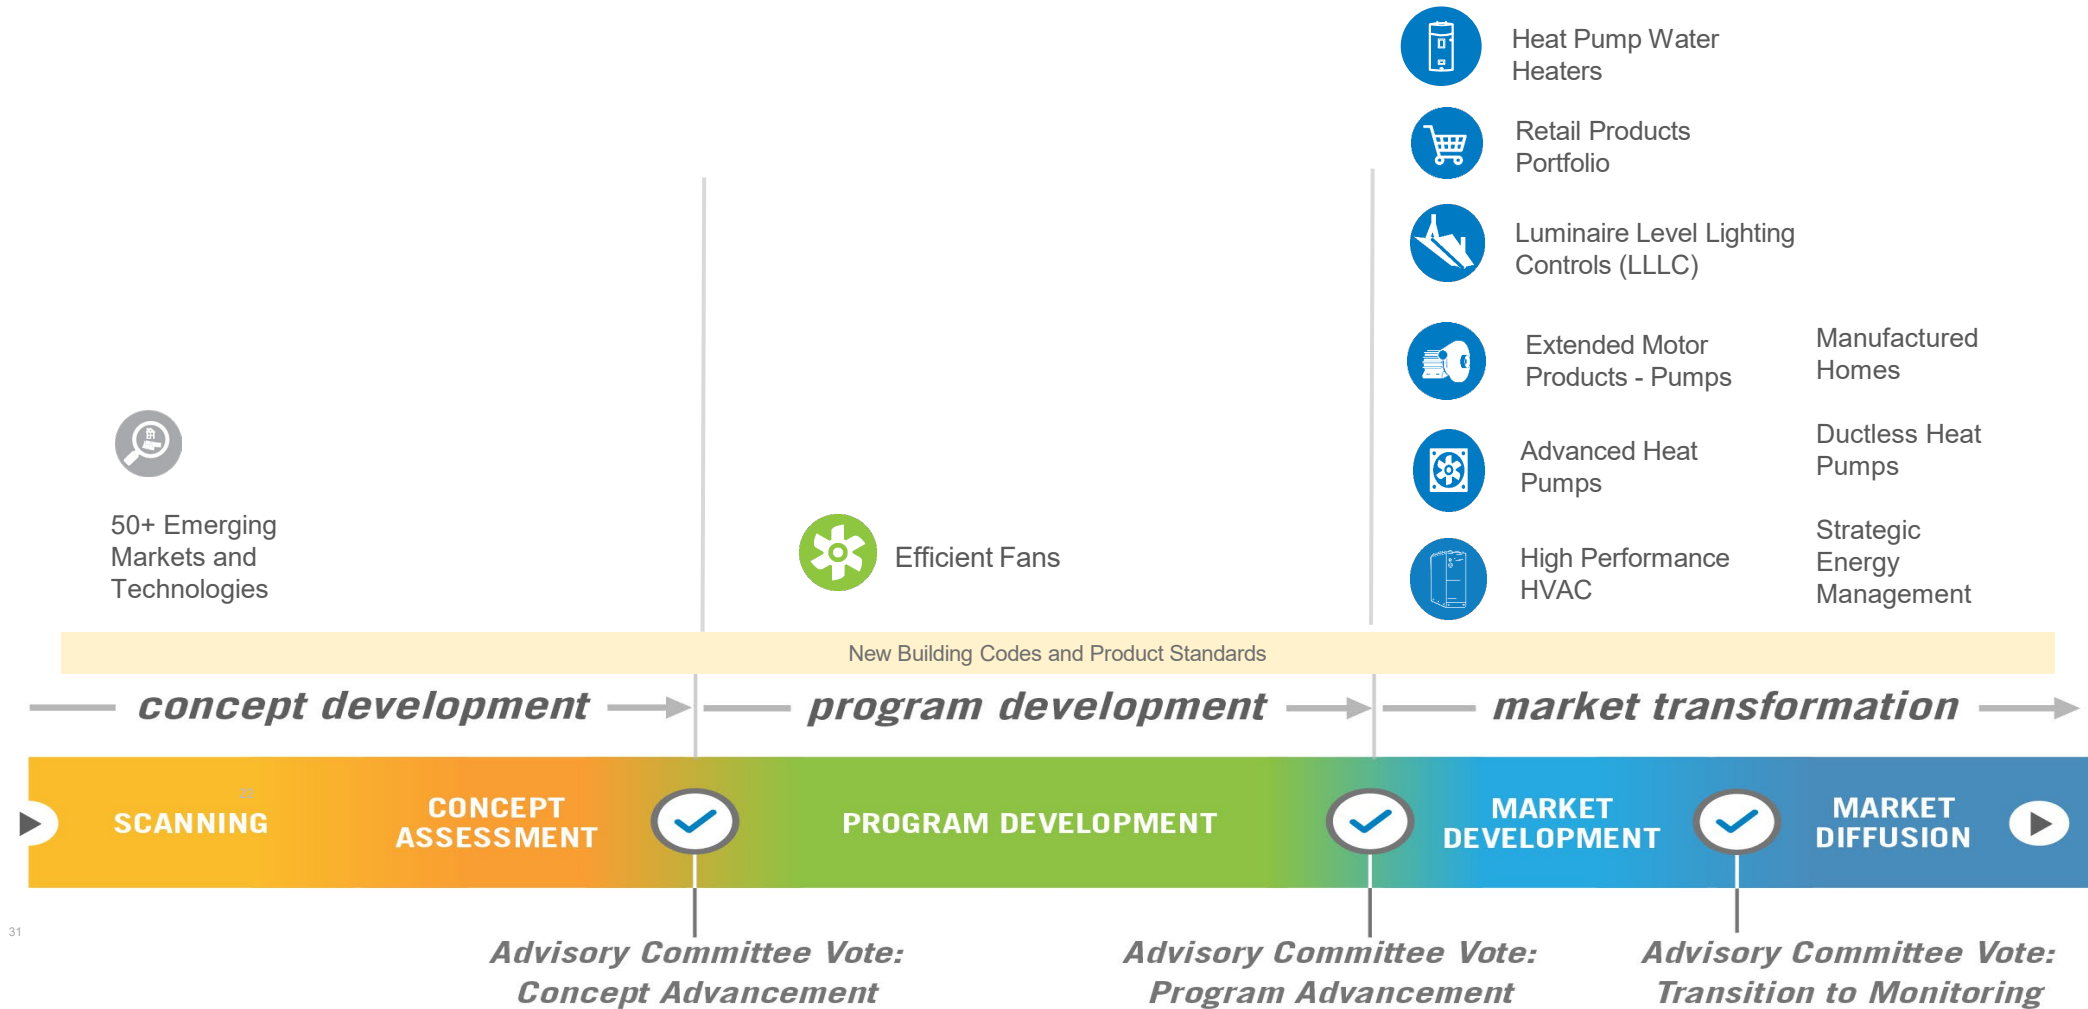 Heat Pump Water
Heaters
Retail Products
Portfolio
Luminaire Level Lighting
Controls (LLLC)
Extended Motor
Products - Pumps
Manufactured
Homes
Advanced Heat
Pumps
Ductless Heat
Pumps
High Performance
HVAC
Strategic
Energy
Management
50+ Emerging
Markets and
Technologies
Efficient Fans
New Building Codes and Product Standards
concept development
program development
market transformation
22
SCANNING
CONCEPT
ASSESSMENT
PROGRAM DEVELOPMENT
MARKET
DEVELOPMENT
MARKET
DIFFUSION
31
Advisory Committee Vote:
Concept Advancement
Advisory Committee Vote:
Program Advancement
Advisory Committee Vote:
Transition to Monitoring